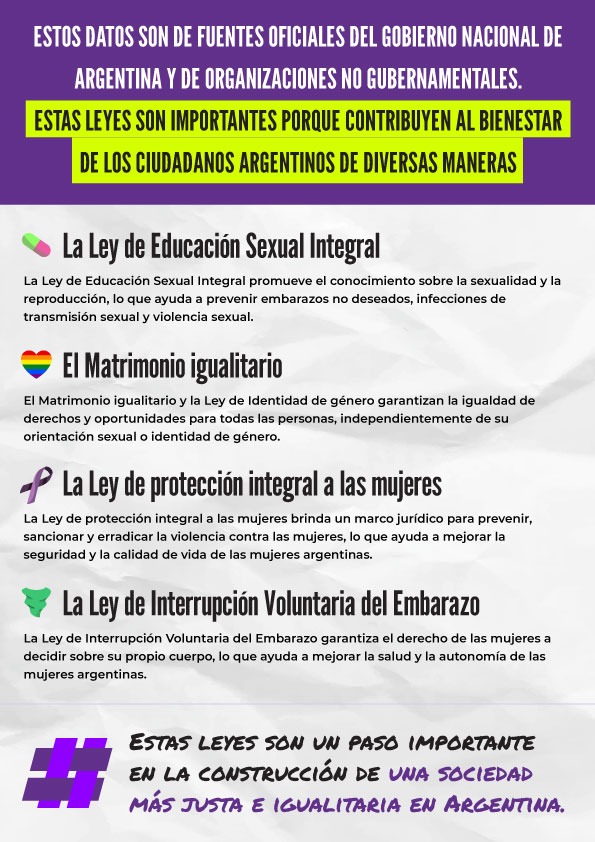 ESTOS DATOS SON DE FUENTES OFICIALES DEL GOBIERNO NACIONAL DE
ARGENTINA Y DE ORGANIZACIONES NO GUBERNAMENTALES.
ESTAS LEYES SON IMPORTANTES PORQUE CONTRIBUYEN AL BIENESTAR
DE LOS CIUDADANOS ARGENTINOS DE DIVERSAS MANERAS
La Ley de Educación Sexual Integral
La Ley de Educación Sexual Integral promueve el conocimiento sobre la sexualidad y la
reproducción, lo que ayuda a prevenir embarazos no deseados, infecciones de
transmisión sexual y violencia sexual.
El Matrimonio igualitario
El Matrimonio igualitario y la Ley de Identidad de género garantizan la igualdad de
derechos y oportunidades para todas las personas, independientemente de su
orientación sexual o identidad de género.
La Ley de protección integral a las mujeres
La Ley de protección integral a las mujeres brinda un marco jurídico para prevenir,
sancionar y erradicar la violencia contra las mujeres, lo que ayuda a mejorar la
seguridad y la calidad de vida de las mujeres argentinas.
La Ley de Interrupción Voluntaria del Embarazo
La Ley de Interrupción Voluntaria del Embarazo garantiza el derecho de las mujeres a
decidir sobre su propio cuerpo, lo que ayuda a mejorar la salud y la autonomía de las
mujeres argentinas.
# ESTAS LEYES SON UN PASO IMPORTANTE
EN LA CONSTRUCCIÓN DE UNA SOCIEDAD
MÁS JUSTA E IGUALITARIA EN ARGENTINA.